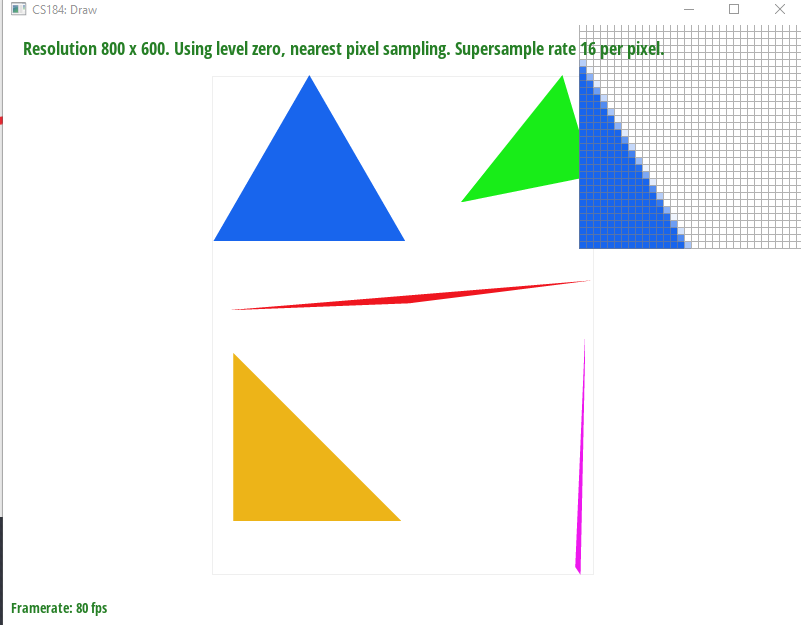 CS184: Draw
Resolution 800 x 600. Using level zero, nearest pixel sampling. Supersample rate 16 per pixel.
Framerate: 80 fps